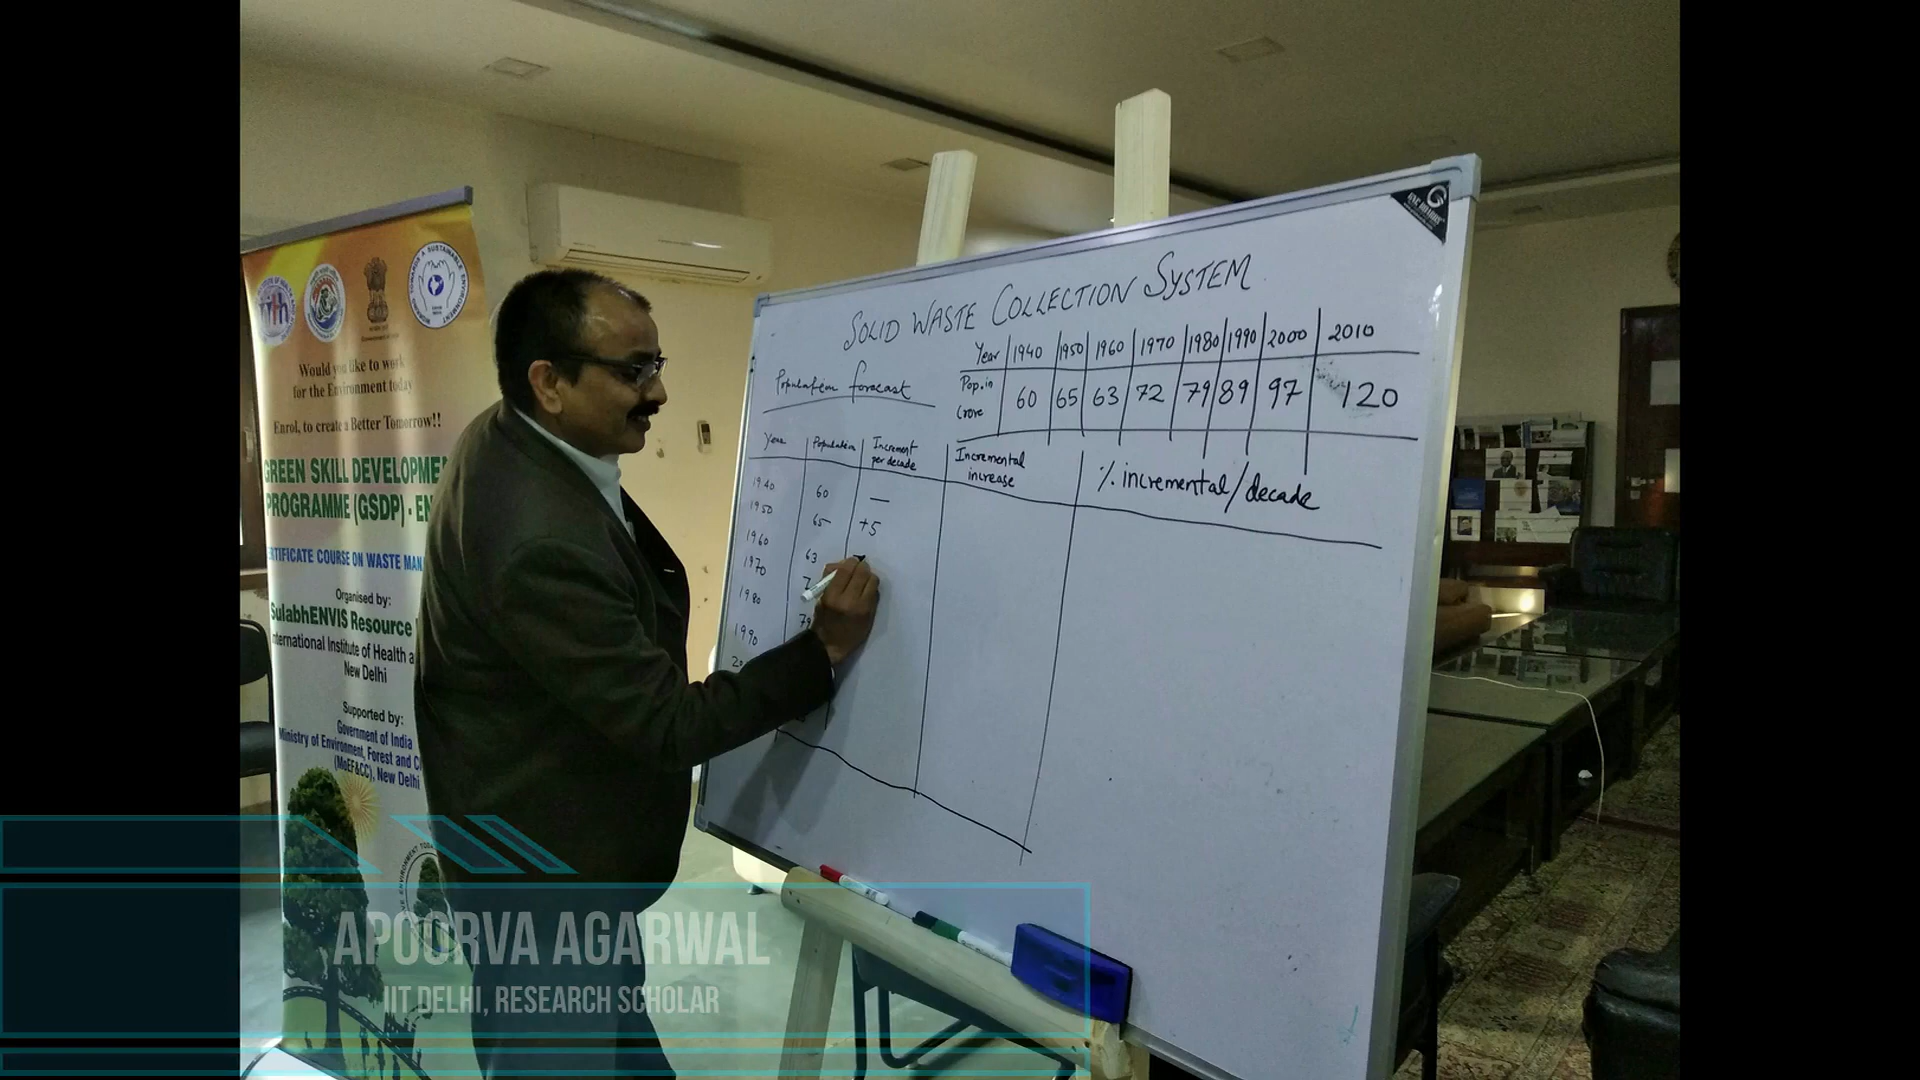 Would you like to work
for the Environment today
Enrol, to create a Better Tomorrow!!
GREEN SKILL DEVELOPME
PROGRAMME (GSDP) - EN
RTIFICATE COURSE ON WASTE MAN
Organised by:
SulabhENVIS Resource
International Institute of Health a
New Delhi
Supported by:
Government of India
Ministry of Environment, Forest and C
(MoEF&CC), New Delhi
SOLID WASTE COLLECTION SYSTEM
Population forecast
Year 1940 1950 1960 1970 1980 1990 2000 2010
Pop. in Crore 60 65 63 72 79 89 97 120
Year Population Increment per decade Incremental increase %. incremental/decade
1940 60 —
1950 65 +5
1960 63
1970 7
1980 79
1990
20
APOORVA AGARWAL
IIT DELHI, RESEARCH SCHOLAR